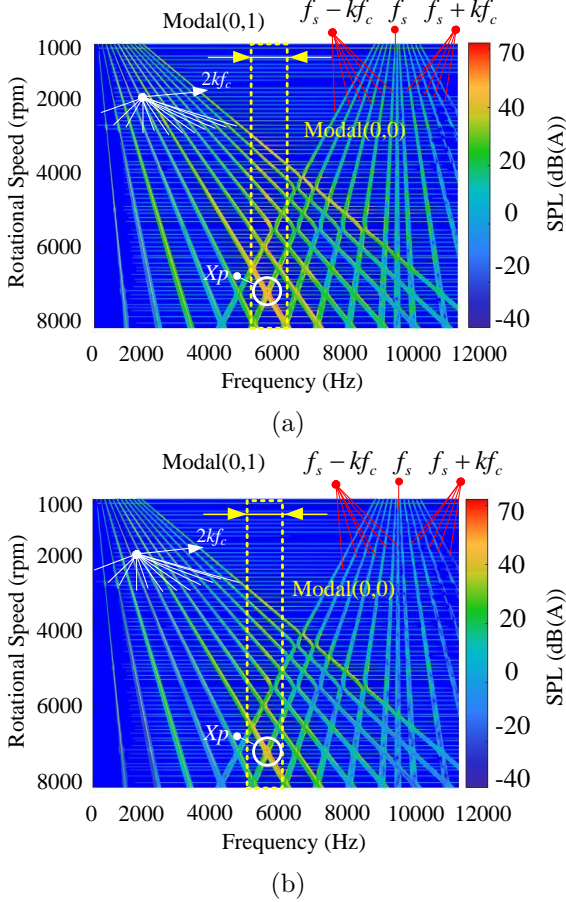 Modal(0,1)
f_s − kf_c  f_s  f_s + kf_c
1000
2000
4000
6000
8000
Rotational Speed (rpm)
2kf_c
Modal(0,0)
Xp
70
40
20
0
-20
-40
SPL (dB(A))
0 2000 4000 6000 8000 10000 12000
Frequency (Hz)
(a)
Modal(0,1)
f_s − kf_c  f_s  f_s + kf_c
1000
2000
4000
6000
8000
Rotational Speed (rpm)
2kf_c
Modal(0,0)
Xp
70
40
20
0
-20
-40
SPL (dB(A))
0 2000 4000 6000 8000 10000 12000
Frequency (Hz)
(b)